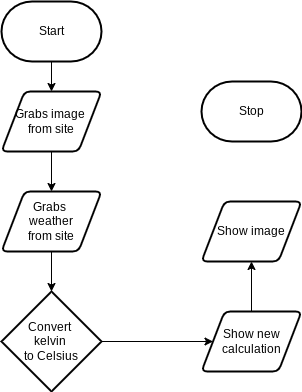 Start
Grabs image
from site
Stop
Grabs
weather
from site
Show image
Convert
kelvin
to Celsius
Show new
calculation